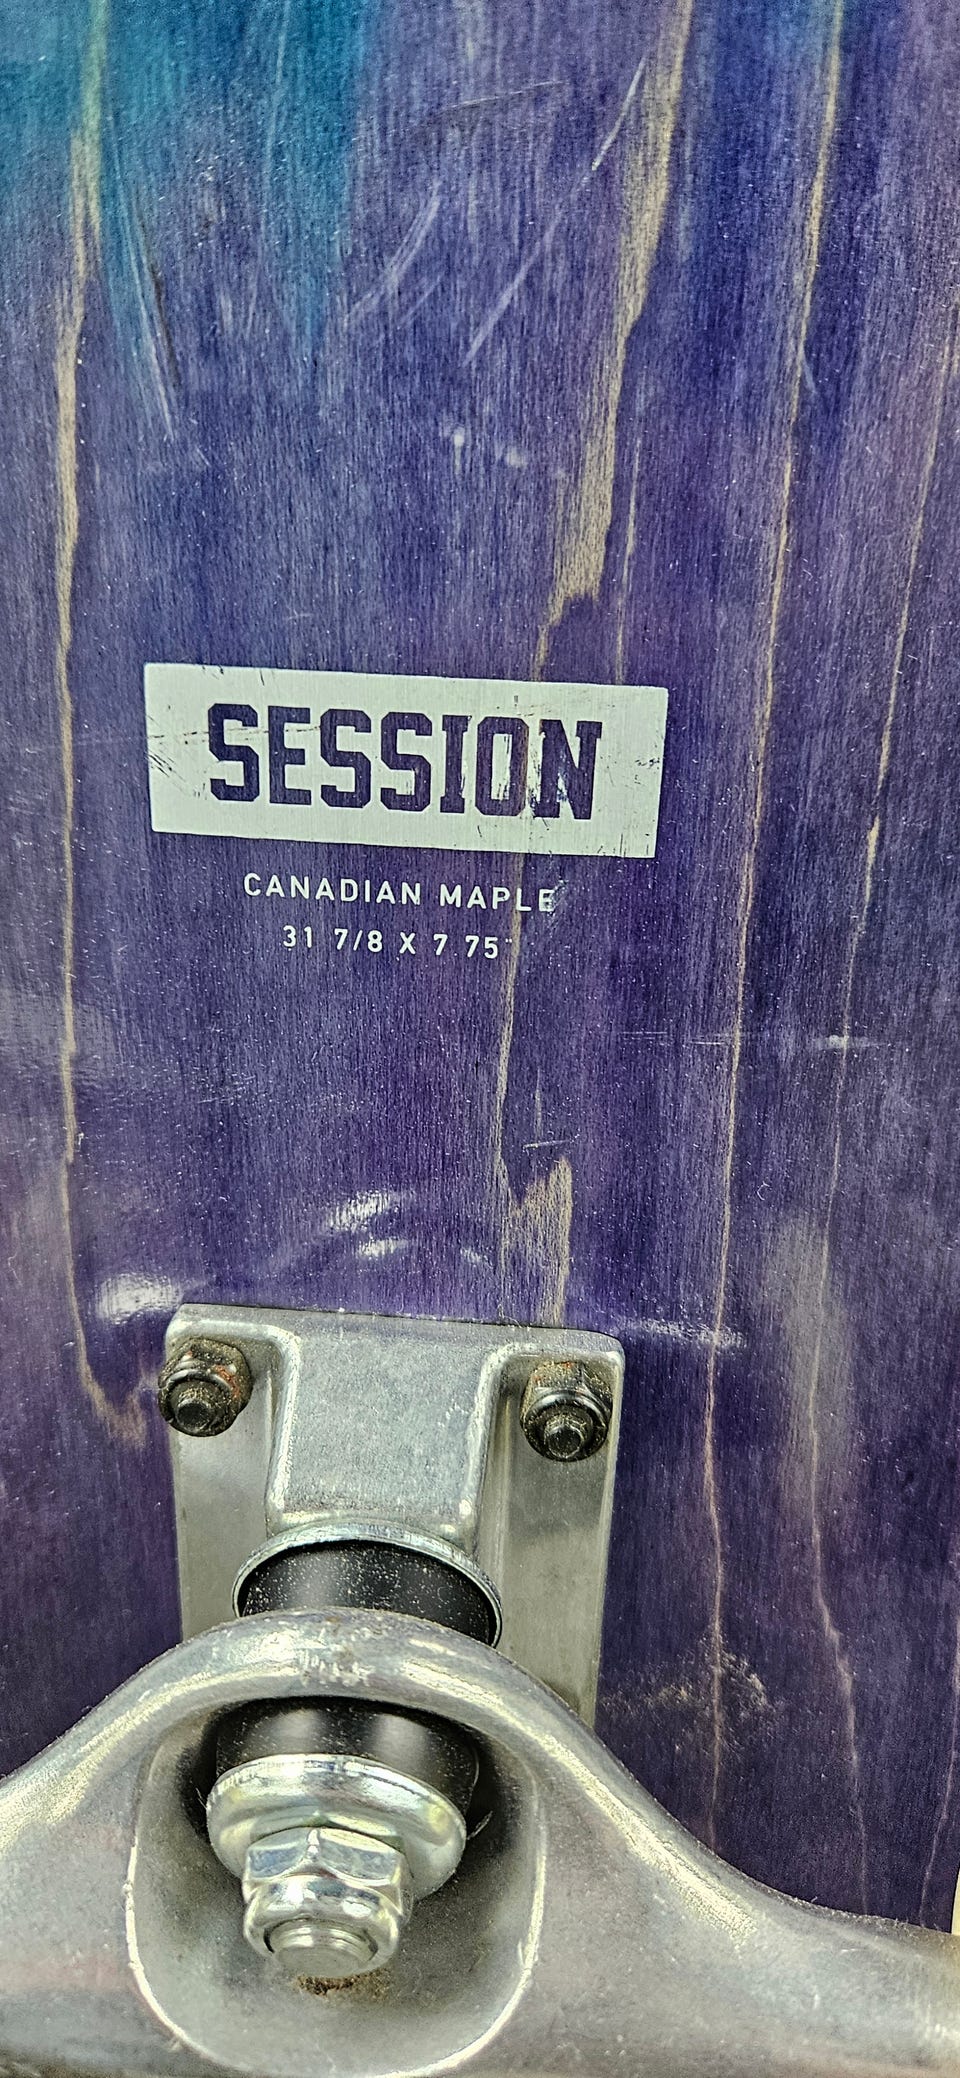 SESSION
CANADIAN MAPLE
31 7/8 X 7.75"